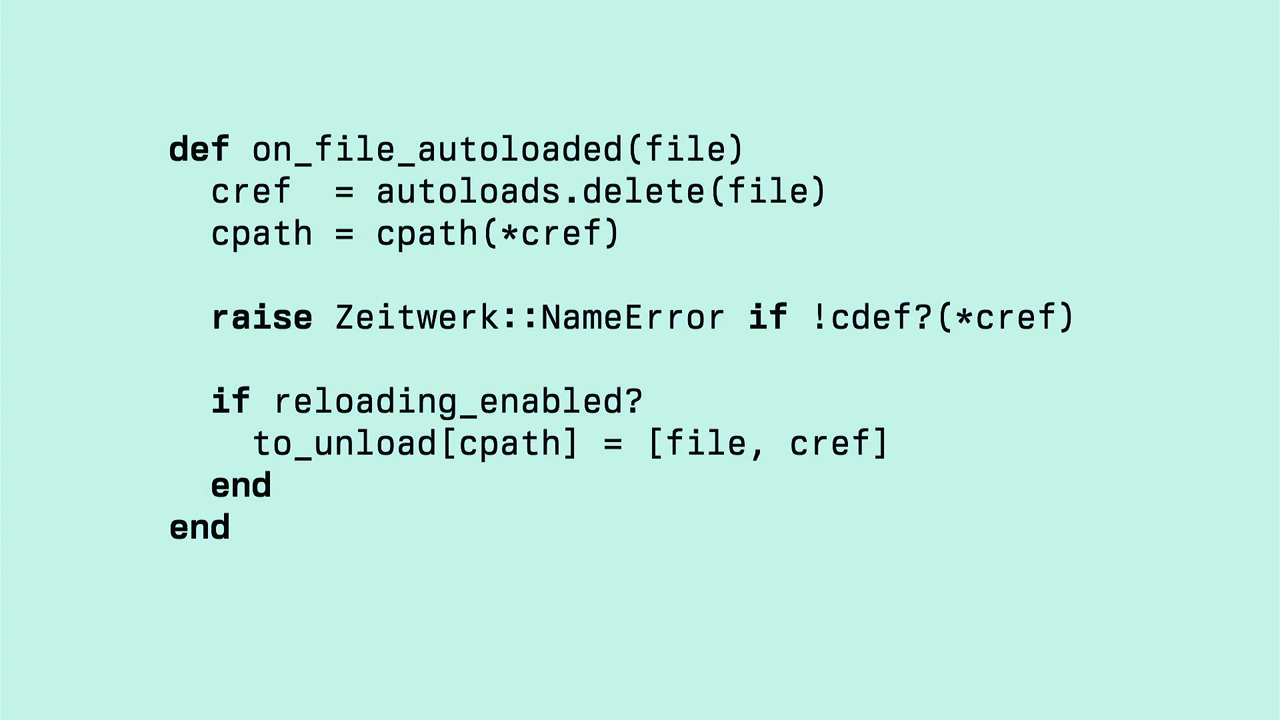 def on_file_autoloaded(file)
  cref  = autoloads.delete(file)
  cpath = cpath(*cref)

  raise Zeitwerk::NameError if !cdef?(*cref)

  if reloading_enabled?
    to_unload[cpath] = [file, cref]
  end
end